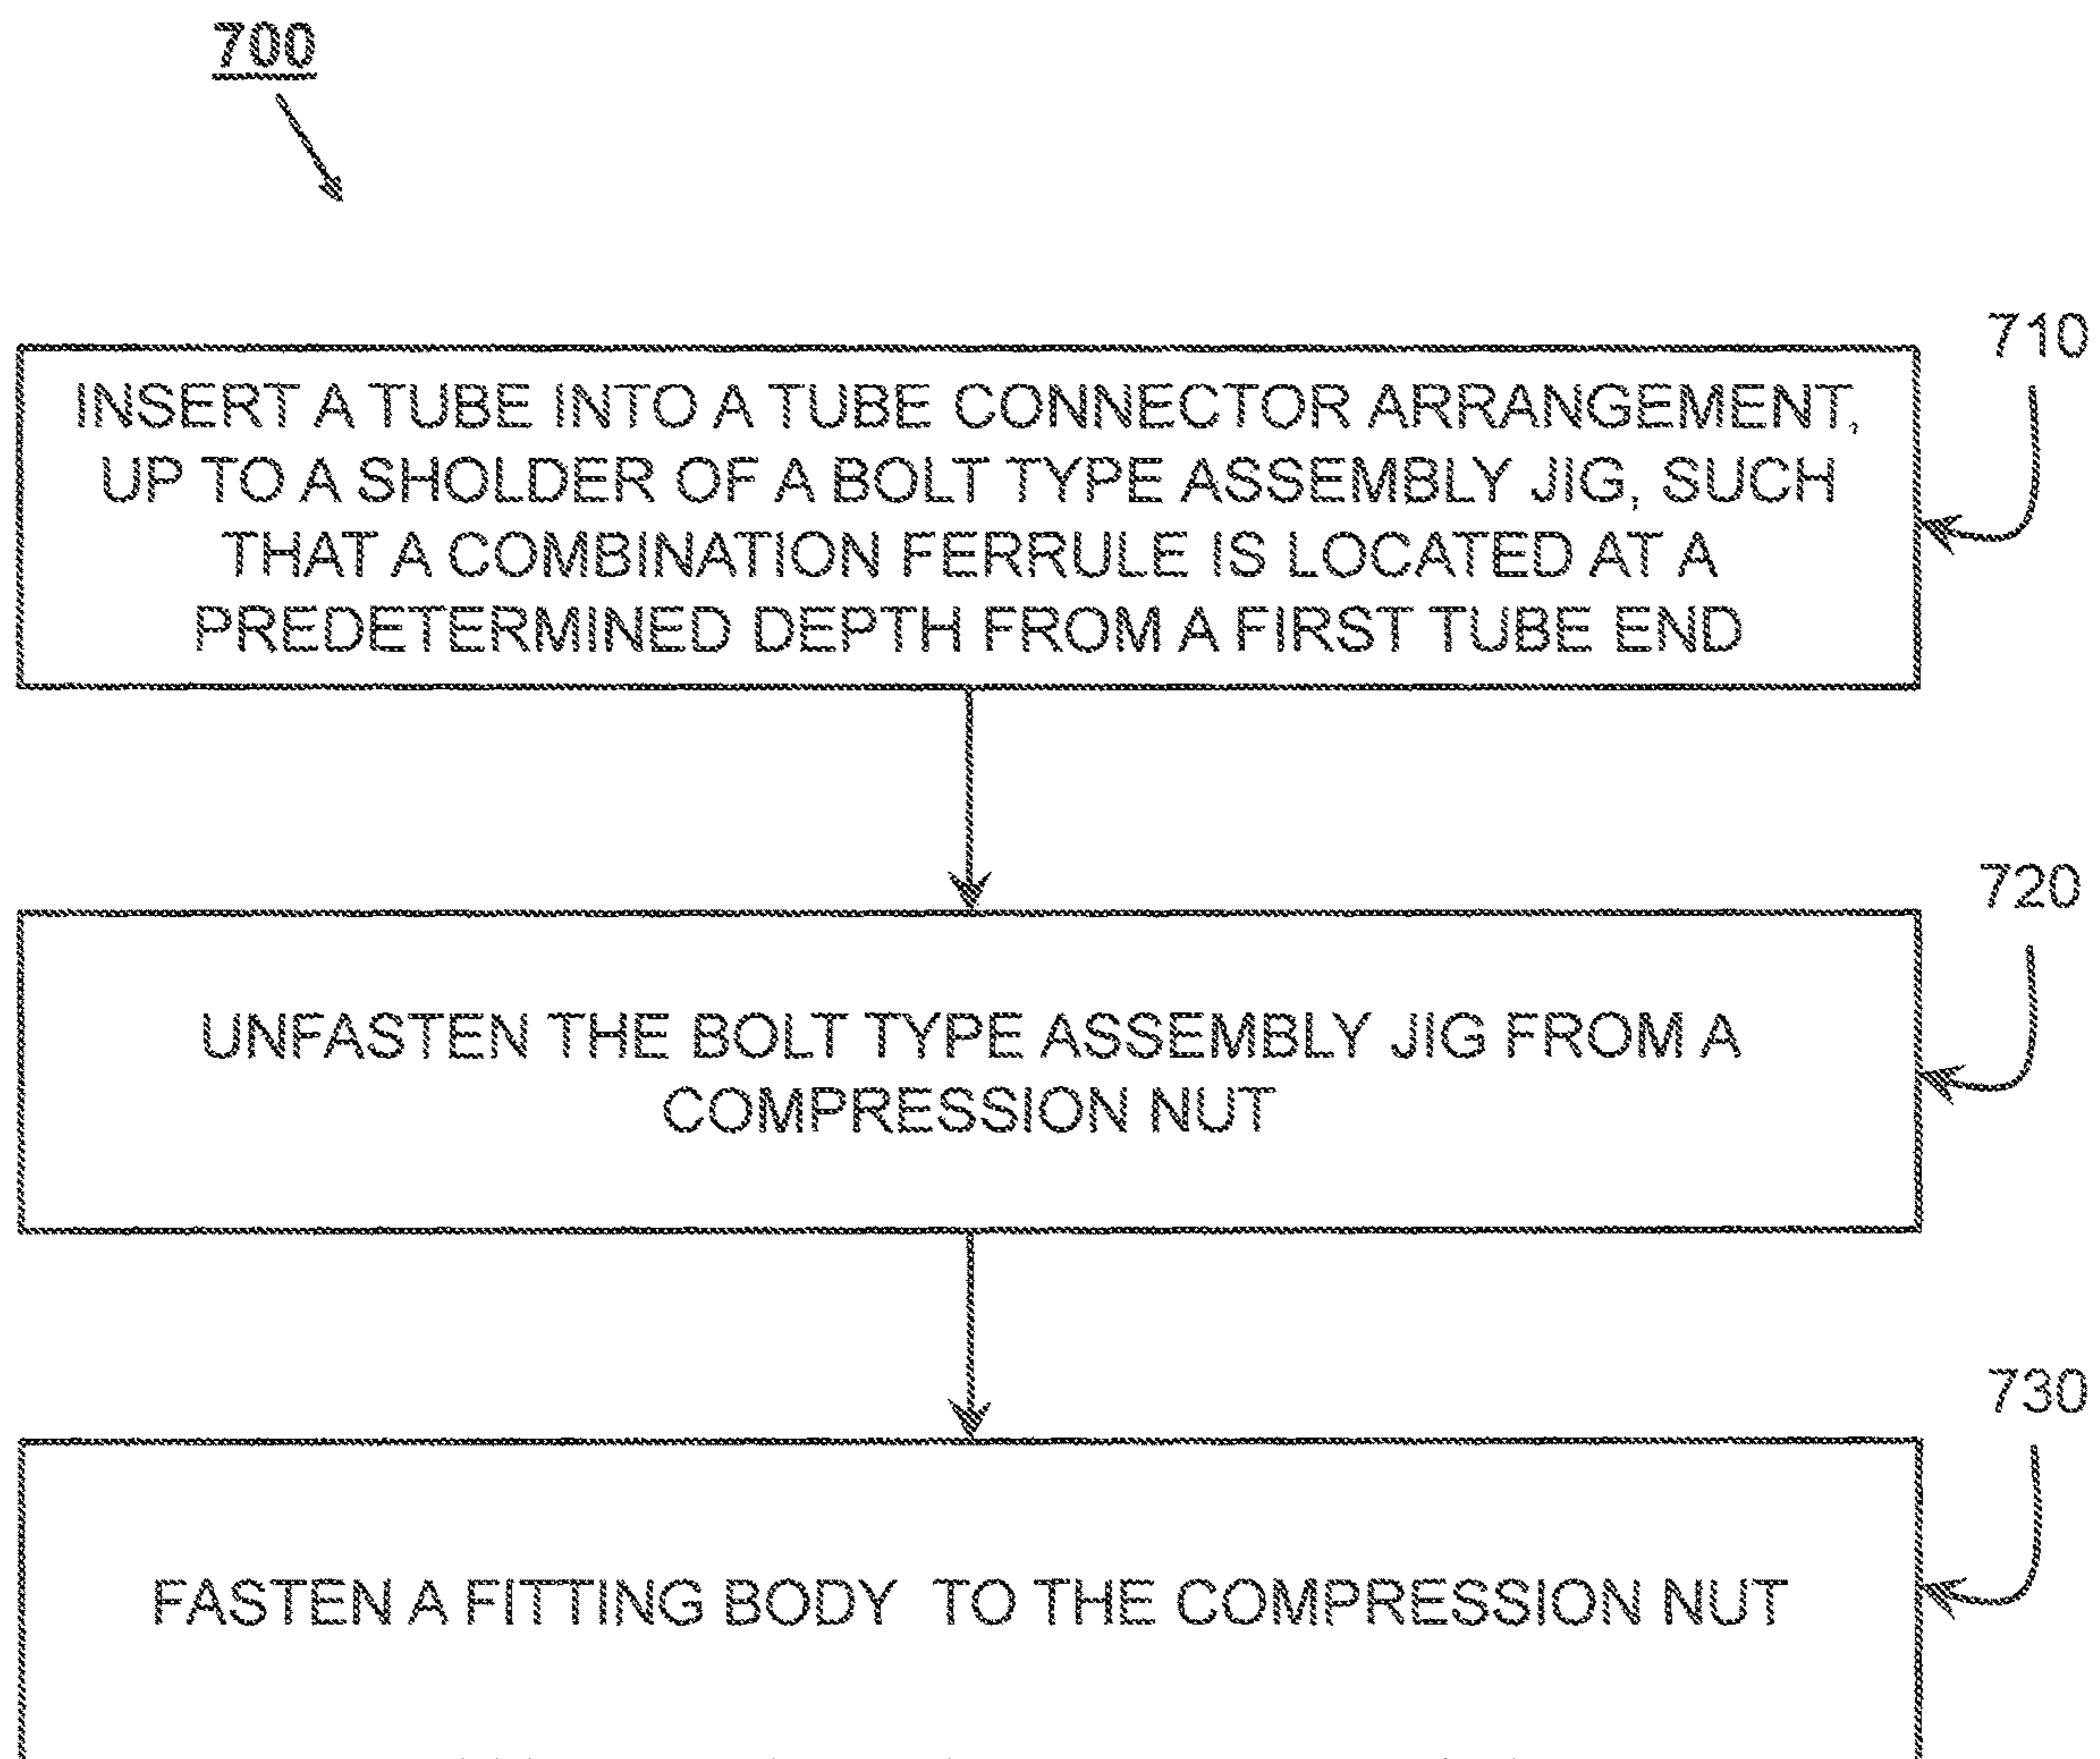 700
710
INSERT A TUBE INTO A TUBE CONNECTOR ARRANGEMENT,
UP TO A SHOLDER OF A BOLT TYPE ASSEMBLY JIG, SUCH
THAT A COMBINATION FERRULE IS LOCATED AT A
PREDETERMINED DEPTH FROM A FIRST TUBE END
720
UNFASTEN THE BOLT TYPE ASSEMBLY JIG FROM A
COMPRESSION NUT
730
FASTEN A FITTING BODY TO THE COMPRESSION NUT